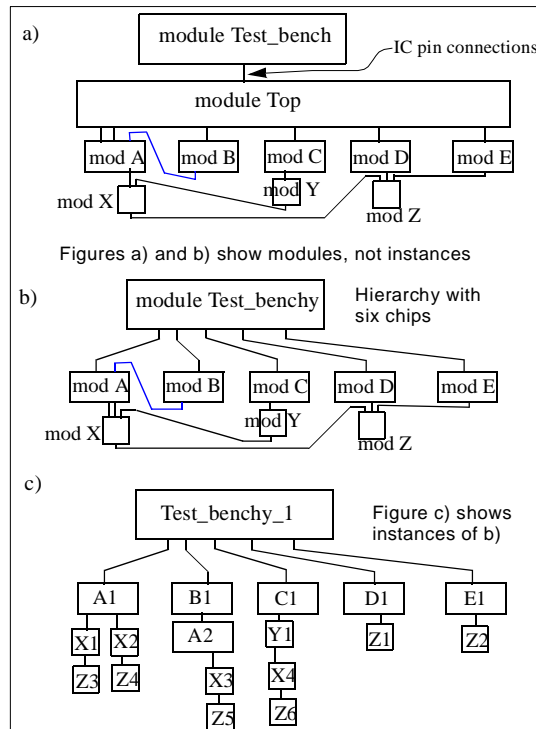 a)
module Test_bench
IC pin connections
module Top
mod A
mod B
mod C
mod D
mod E
mod X
mod Y
mod Z
Figures a) and b) show modules, not instances
b)
module Test_benchy
Hierarchy with
six chips
mod A
mod B
mod C
mod D
mod E
mod X
mod Y
mod Z
c)
Test_benchy_1
Figure c) shows
instances of b)
A1
B1
C1
D1
E1
X1
X2
A2
Y1
Z1
Z2
Z3
Z4
X3
X4
Z5
Z6